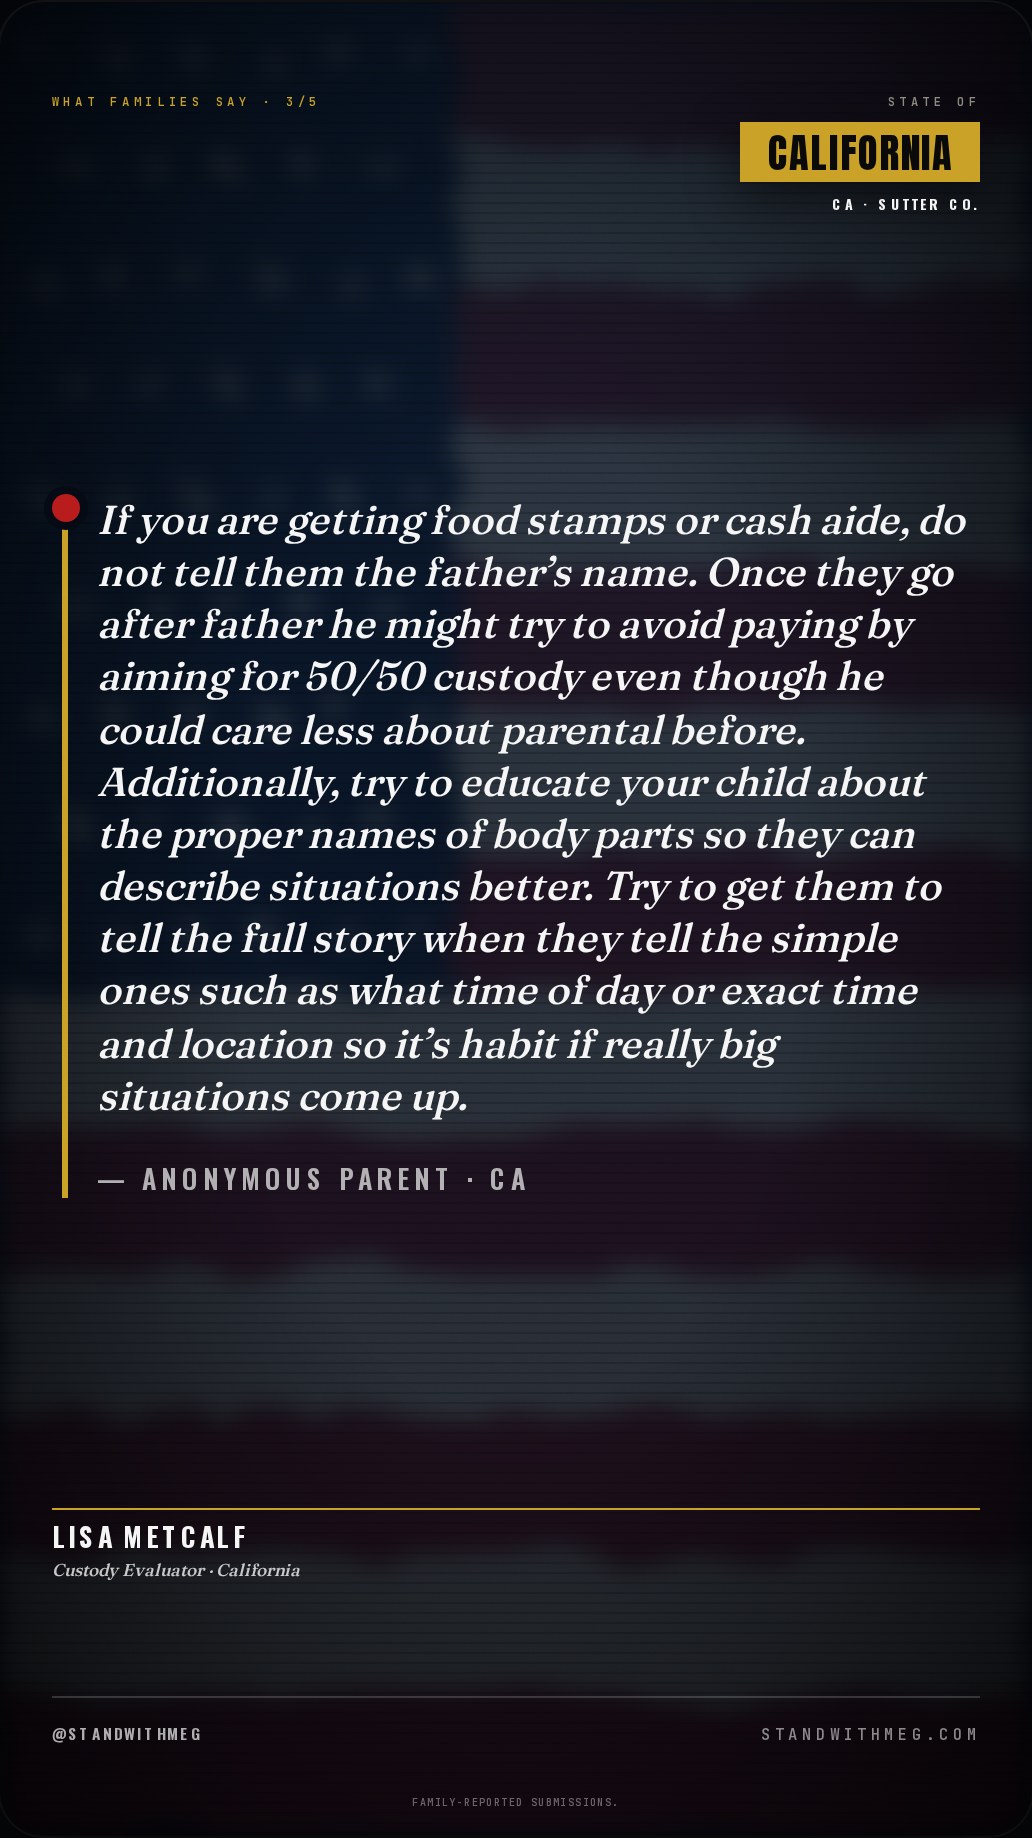 WHAT FAMILIES SAY · 3/5
STATE OF
CALIFORNIA
CA · SUTTER CO.
If you are getting food stamps or cash aide, do
not tell them the father’s name. Once they go
after father he might try to avoid paying by
aiming for 50/50 custody even though he
could care less about parental before.
Additionally, try to educate your child about
the proper names of body parts so they can
describe situations better. Try to get them to
tell the full story when they tell the simple
ones such as what time of day or exact time
and location so it’s habit if really big
situations come up.
— ANONYMOUS PARENT · CA
LISA METCALF
Custody Evaluator · California
@STANDWITHMEG
STANDWITHMEG.COM
FAMILY-REPORTED SUBMISSIONS.